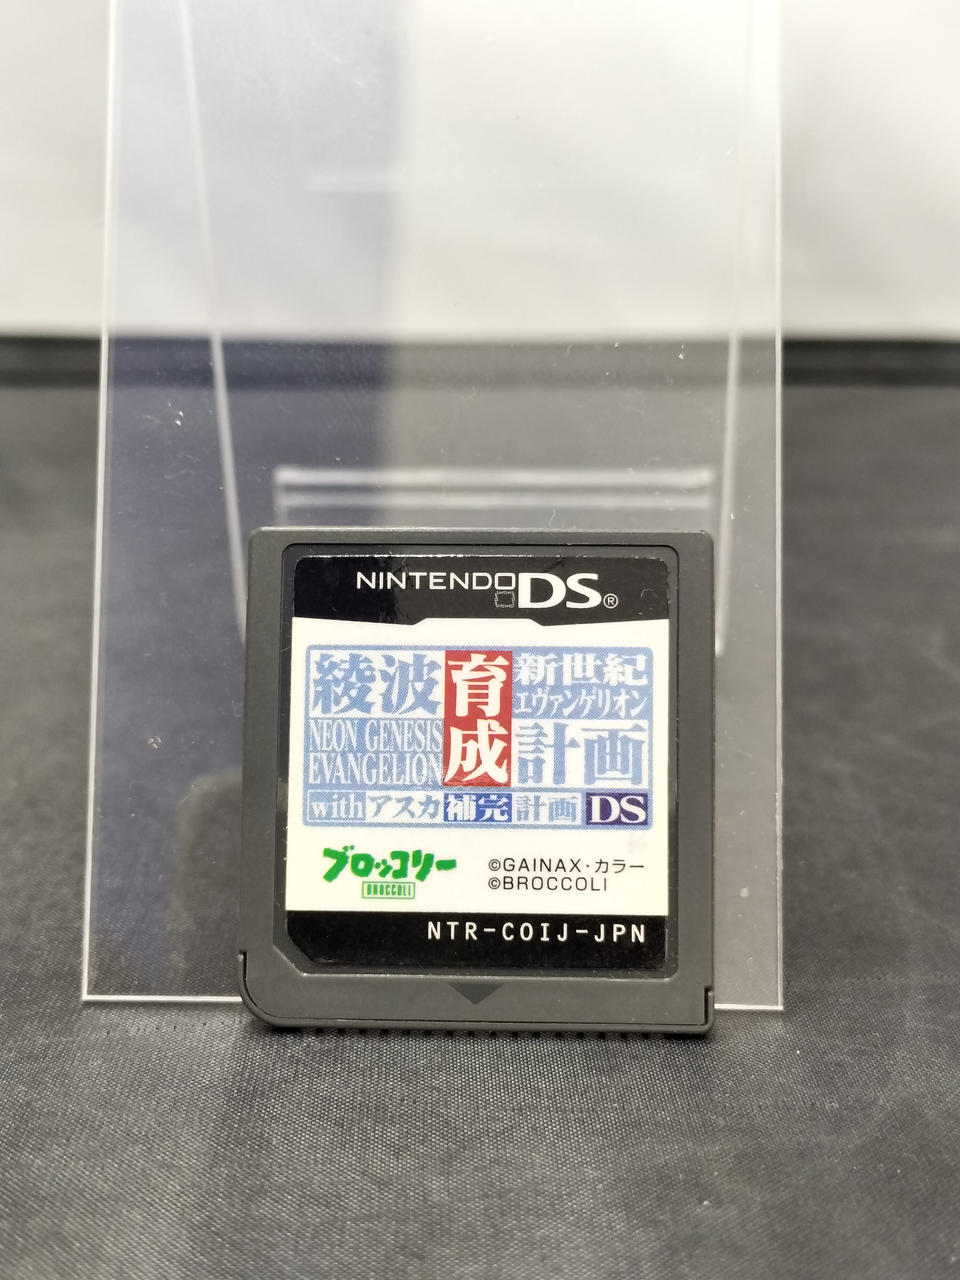 NINTENDO DS®
綾波育成計画
新世紀
エヴァンゲリオン
NEON GENESIS
EVANGELION
with アスカ補完計画 DS
ブロッコリー
BROCCOLI
©GAINAX・カラー
©BROCCOLI
NTR-COIJ-JPN